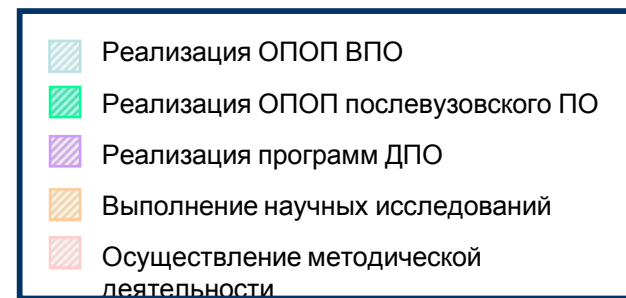 Реализация ОПОП ВПО
Реализация ОПОП послевузовского ПО
Реализация программ ДПО
Выполнение научных исследований
Осуществление методической
деятельности